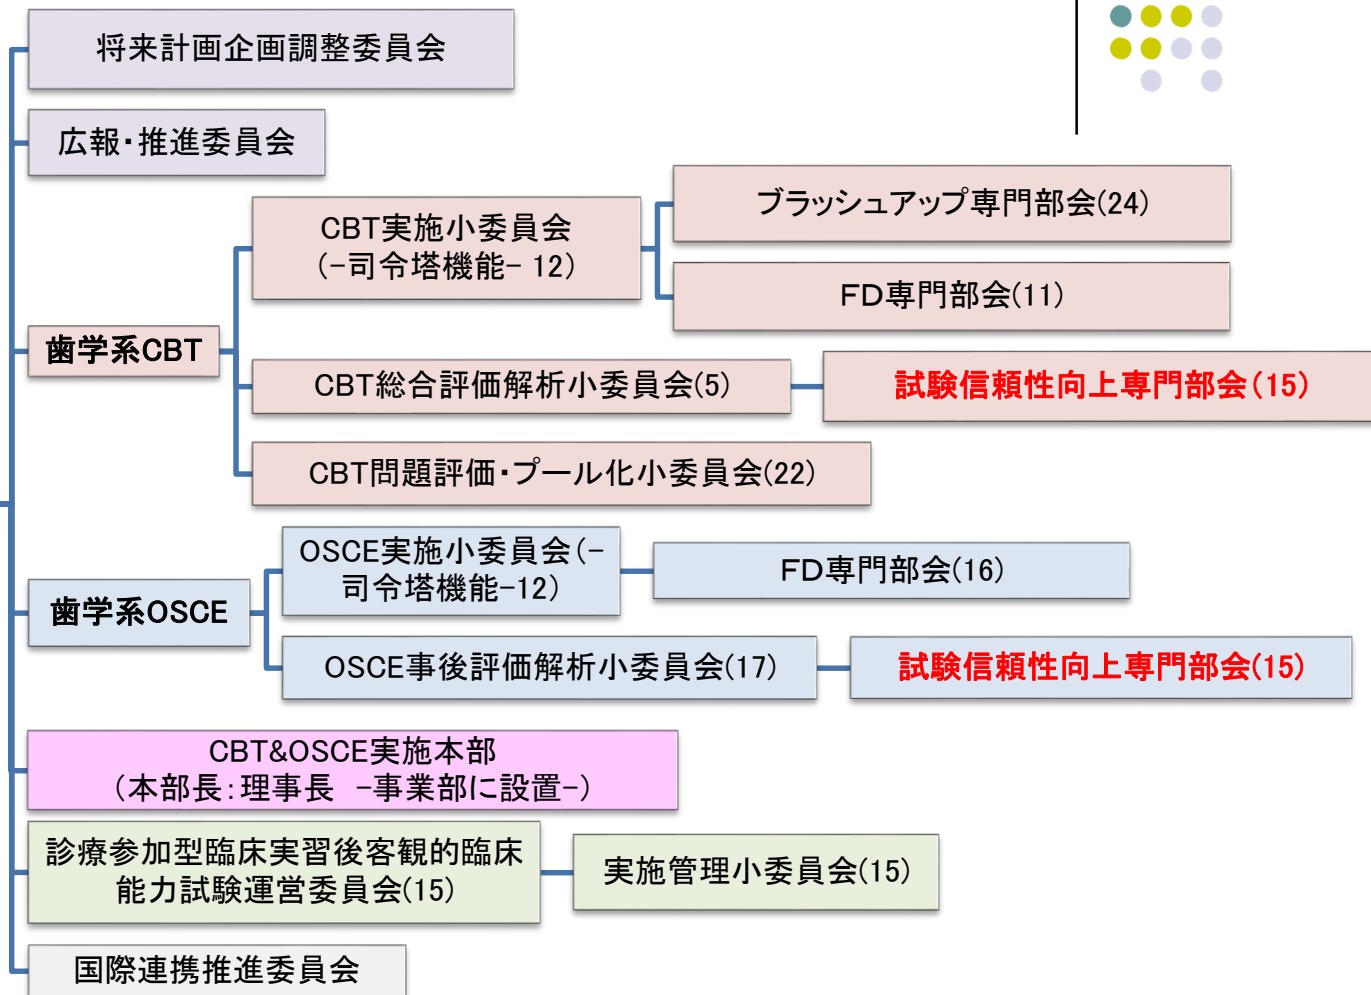 将来計画企画調整委員会
広報・推進委員会
歯学系CBT
CBT実施小委員会
(-司令塔機能- 12)
ブラッシュアップ専門部会(24)
ＦＤ専門部会(11)
CBT総合評価解析小委員会(5)
試験信頼性向上専門部会(15)
CBT問題評価・プール化小委員会(22)
歯学系OSCE
OSCE実施小委員会(-
司令塔機能-12)
ＦＤ専門部会(16)
OSCE事後評価解析小委員会(17)
試験信頼性向上専門部会(15)
CBT&OSCE実施本部
(本部長:理事長　-事業部に設置-)
診療参加型臨床実習後客観的臨床
能力試験運営委員会(15)
実施管理小委員会(15)
国際連携推進委員会